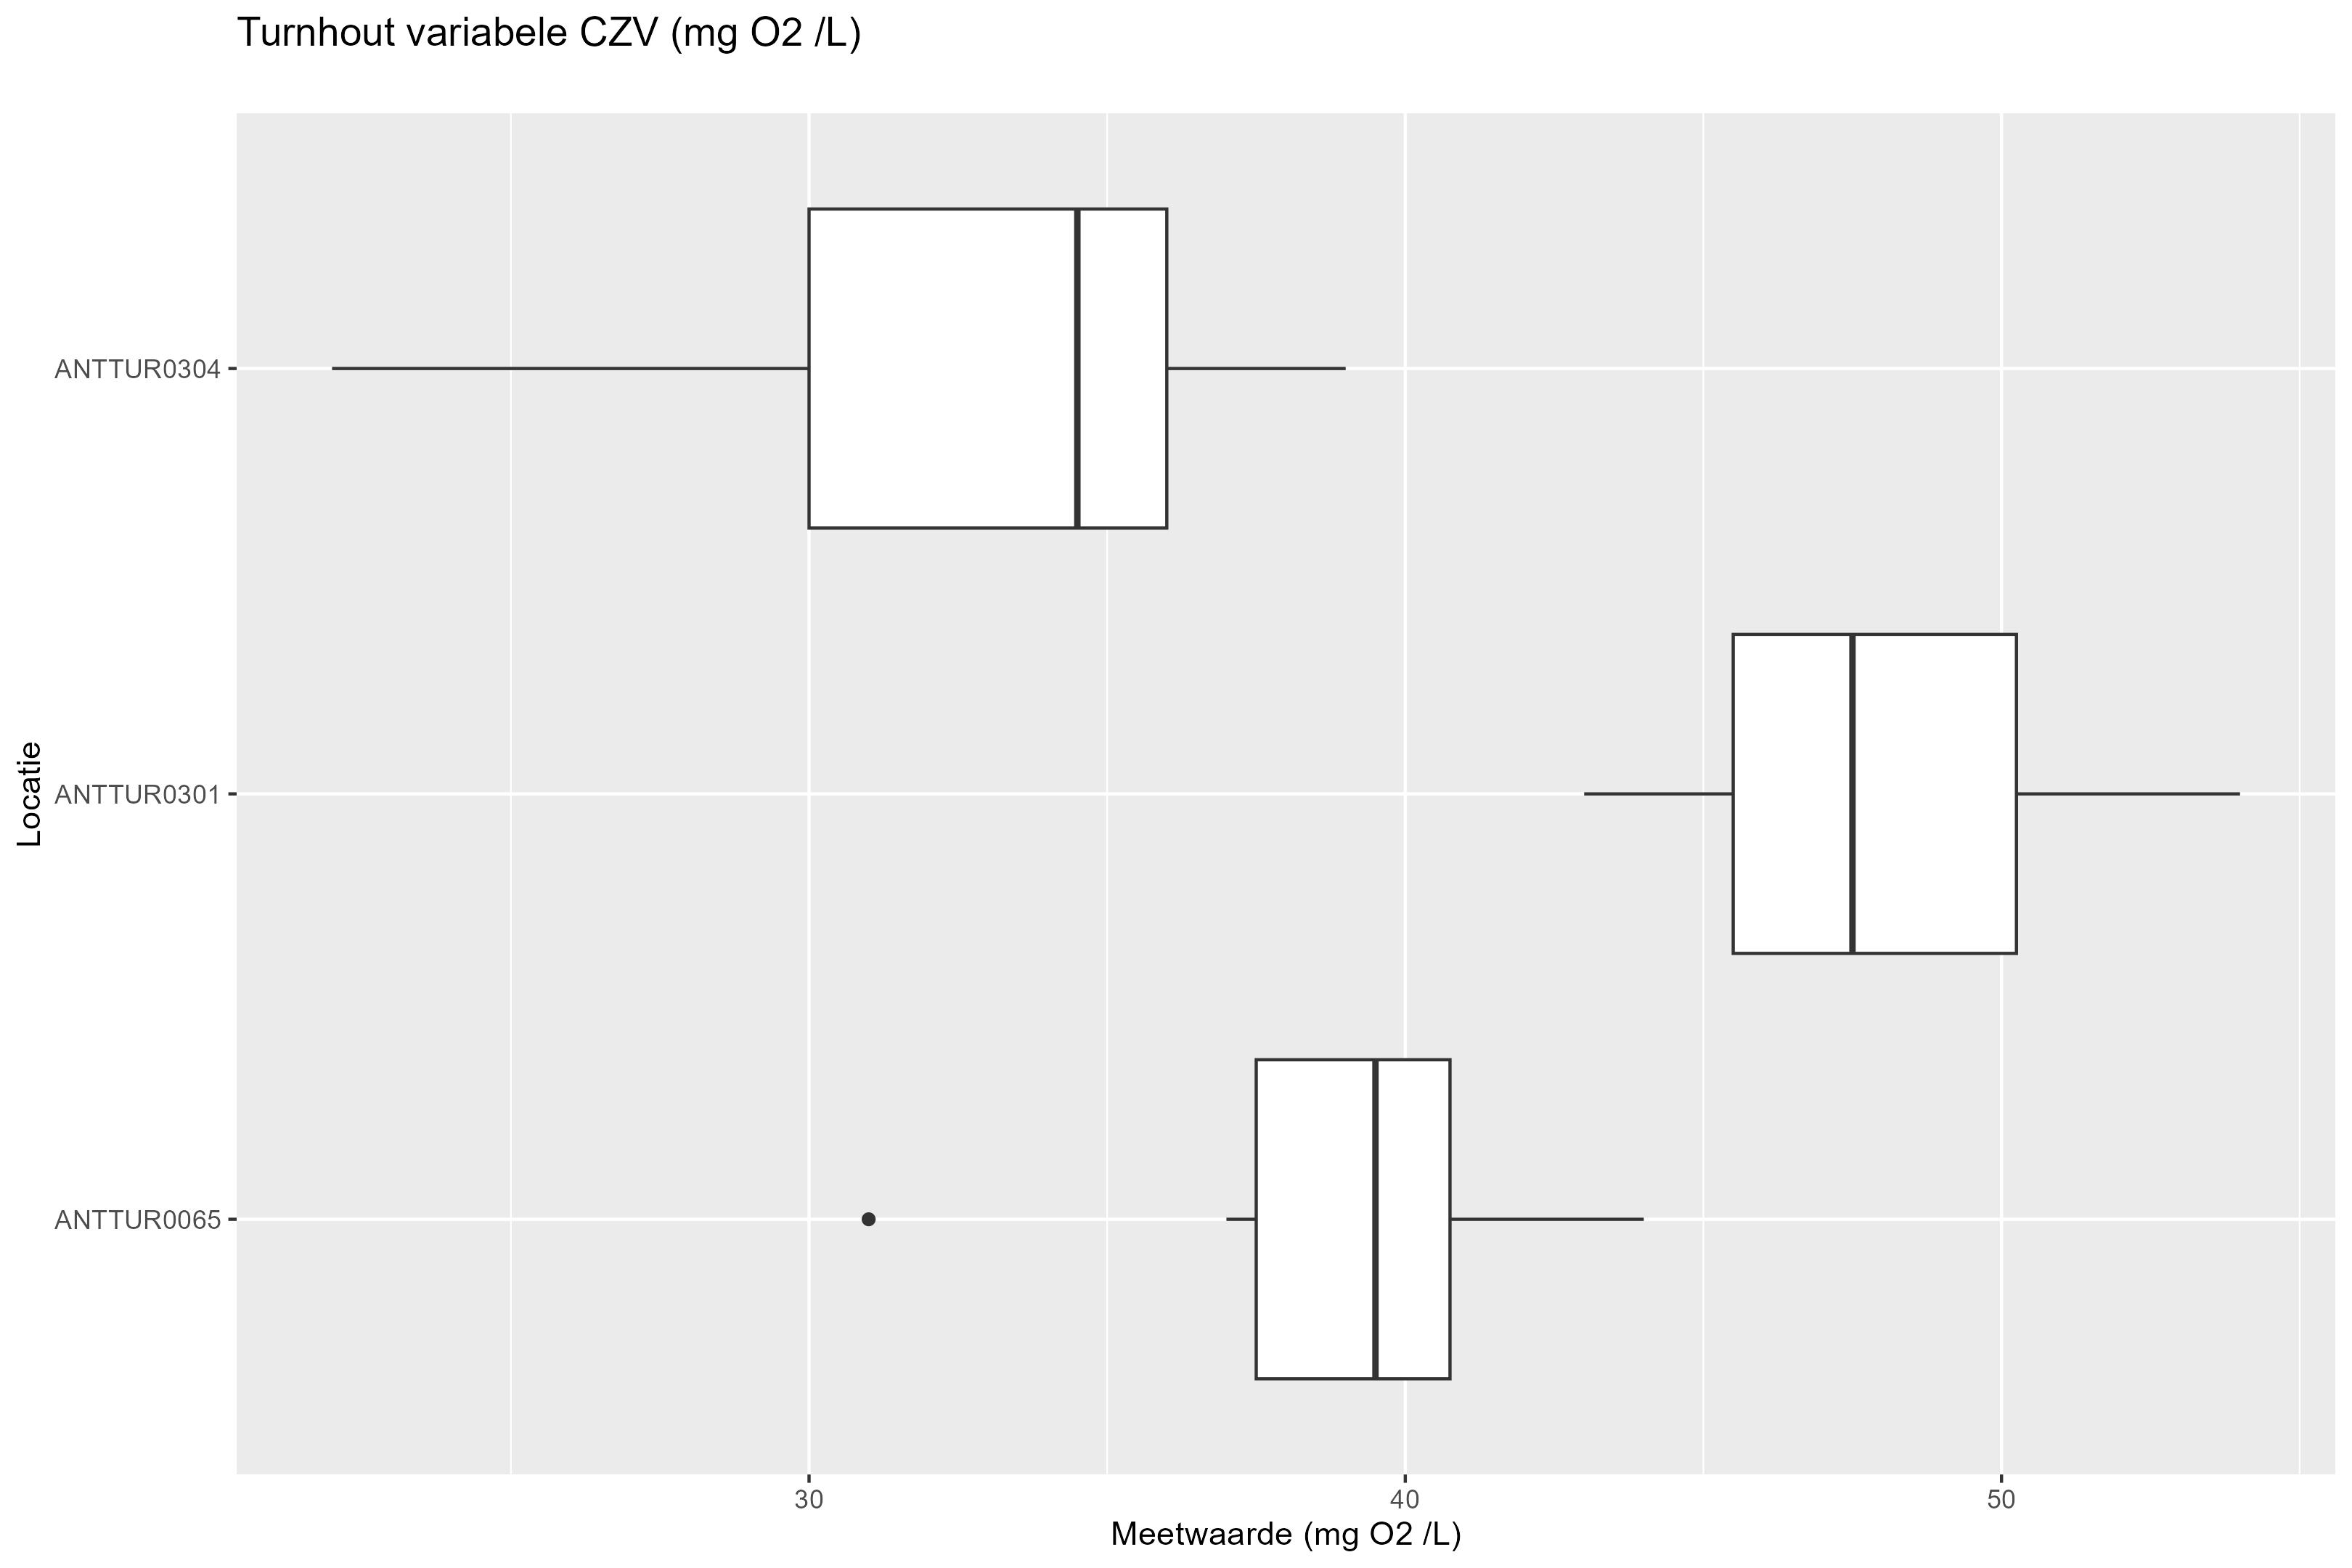 Turnhout variabele CZV (mg O2 /L)
Locatie
ANTTUR0304
ANTTUR0301
ANTTUR0065
30 40 50
Meetwaarde (mg O2 /L)